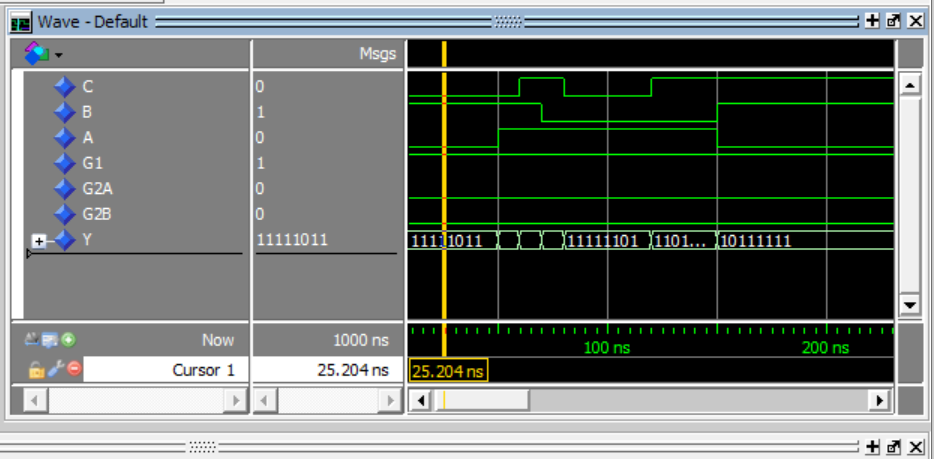 Wave - Default
Msgs
C 0
B 1
A 0
G1 1
G2A 0
G2B 0
Y 11111011 11111011 11111101 1101... 10111111
Now 1000 ns 100 ns 200 ns
Cursor 1 25.204 ns 25.204 ns